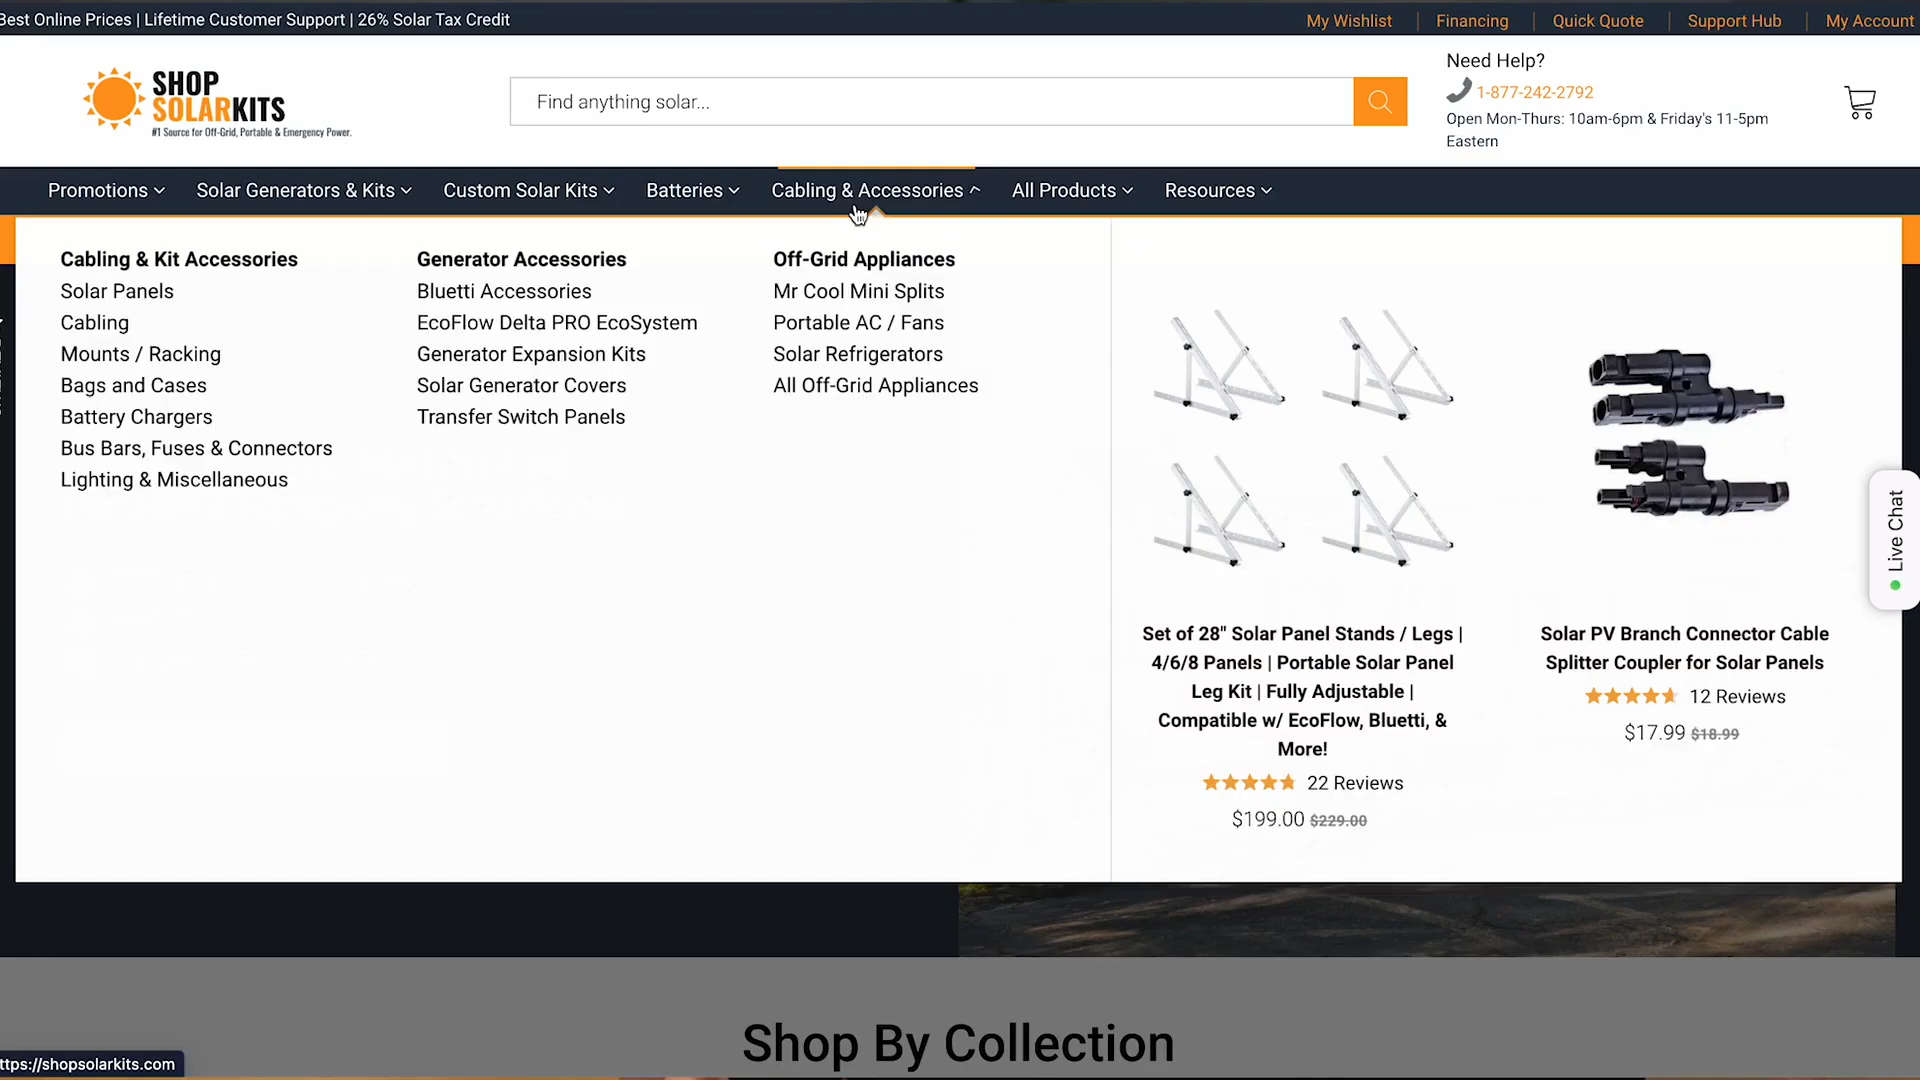 Best Online Prices | Lifetime Customer Support | 26% Solar Tax Credit
My Wishlist | Financing | Quick Quote | Support Hub | My Account
SHOP
SOLARKITS
#1 Source for Off-Grid, Portable & Emergency Power.
Find anything solar...
Need Help?
1-877-242-2792
Open Mon-Thurs: 10am-6pm & Friday's 11-5pm
Eastern
Promotions
Solar Generators & Kits
Custom Solar Kits
Batteries
Cabling & Accessories
All Products
Resources
Cabling & Kit Accessories
Solar Panels
Cabling
Mounts / Racking
Bags and Cases
Battery Chargers
Bus Bars, Fuses & Connectors
Lighting & Miscellaneous
Generator Accessories
Bluetti Accessories
EcoFlow Delta PRO EcoSystem
Generator Expansion Kits
Solar Generator Covers
Transfer Switch Panels
Off-Grid Appliances
Mr Cool Mini Splits
Portable AC / Fans
Solar Refrigerators
All Off-Grid Appliances
Set of 28" Solar Panel Stands / Legs |
4/6/8 Panels | Portable Solar Panel
Leg Kit | Fully Adjustable |
Compatible w/ EcoFlow, Bluetti, &
More!
22 Reviews
$199.00 $229.00
Solar PV Branch Connector Cable
Splitter Coupler for Solar Panels
12 Reviews
$17.99 $18.99
Live Chat
Shop By Collection
ttps://shopsolarkits.com